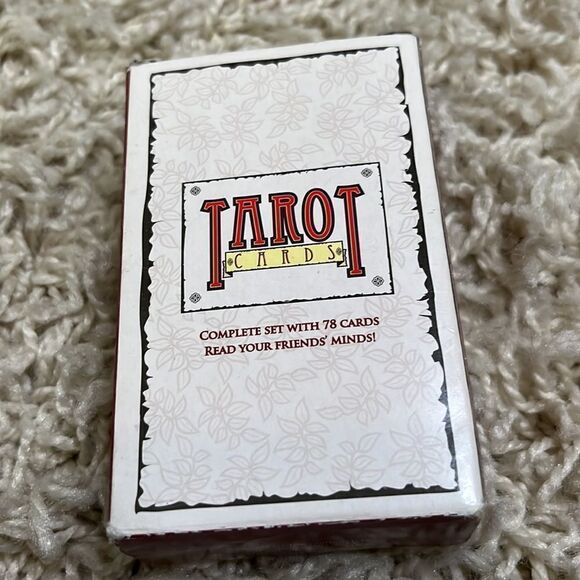 TAROT
CARDS
COMPLETE SET WITH 78 CARDS
READ YOUR FRIENDS' MINDS!